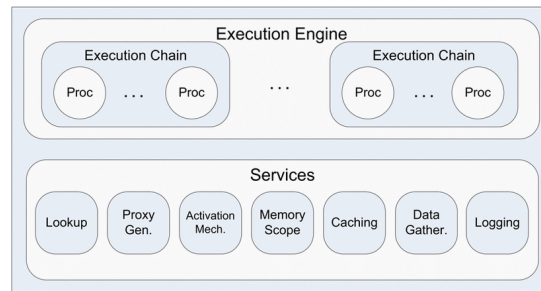 Execution Engine
Execution Chain
Proc
. . .
Proc
. . .
Execution Chain
Proc
. . .
Proc
Services
Lookup
Proxy
Gen.
Activation
Mech.
Memory
Scope
Caching
Data
Gather.
Logging